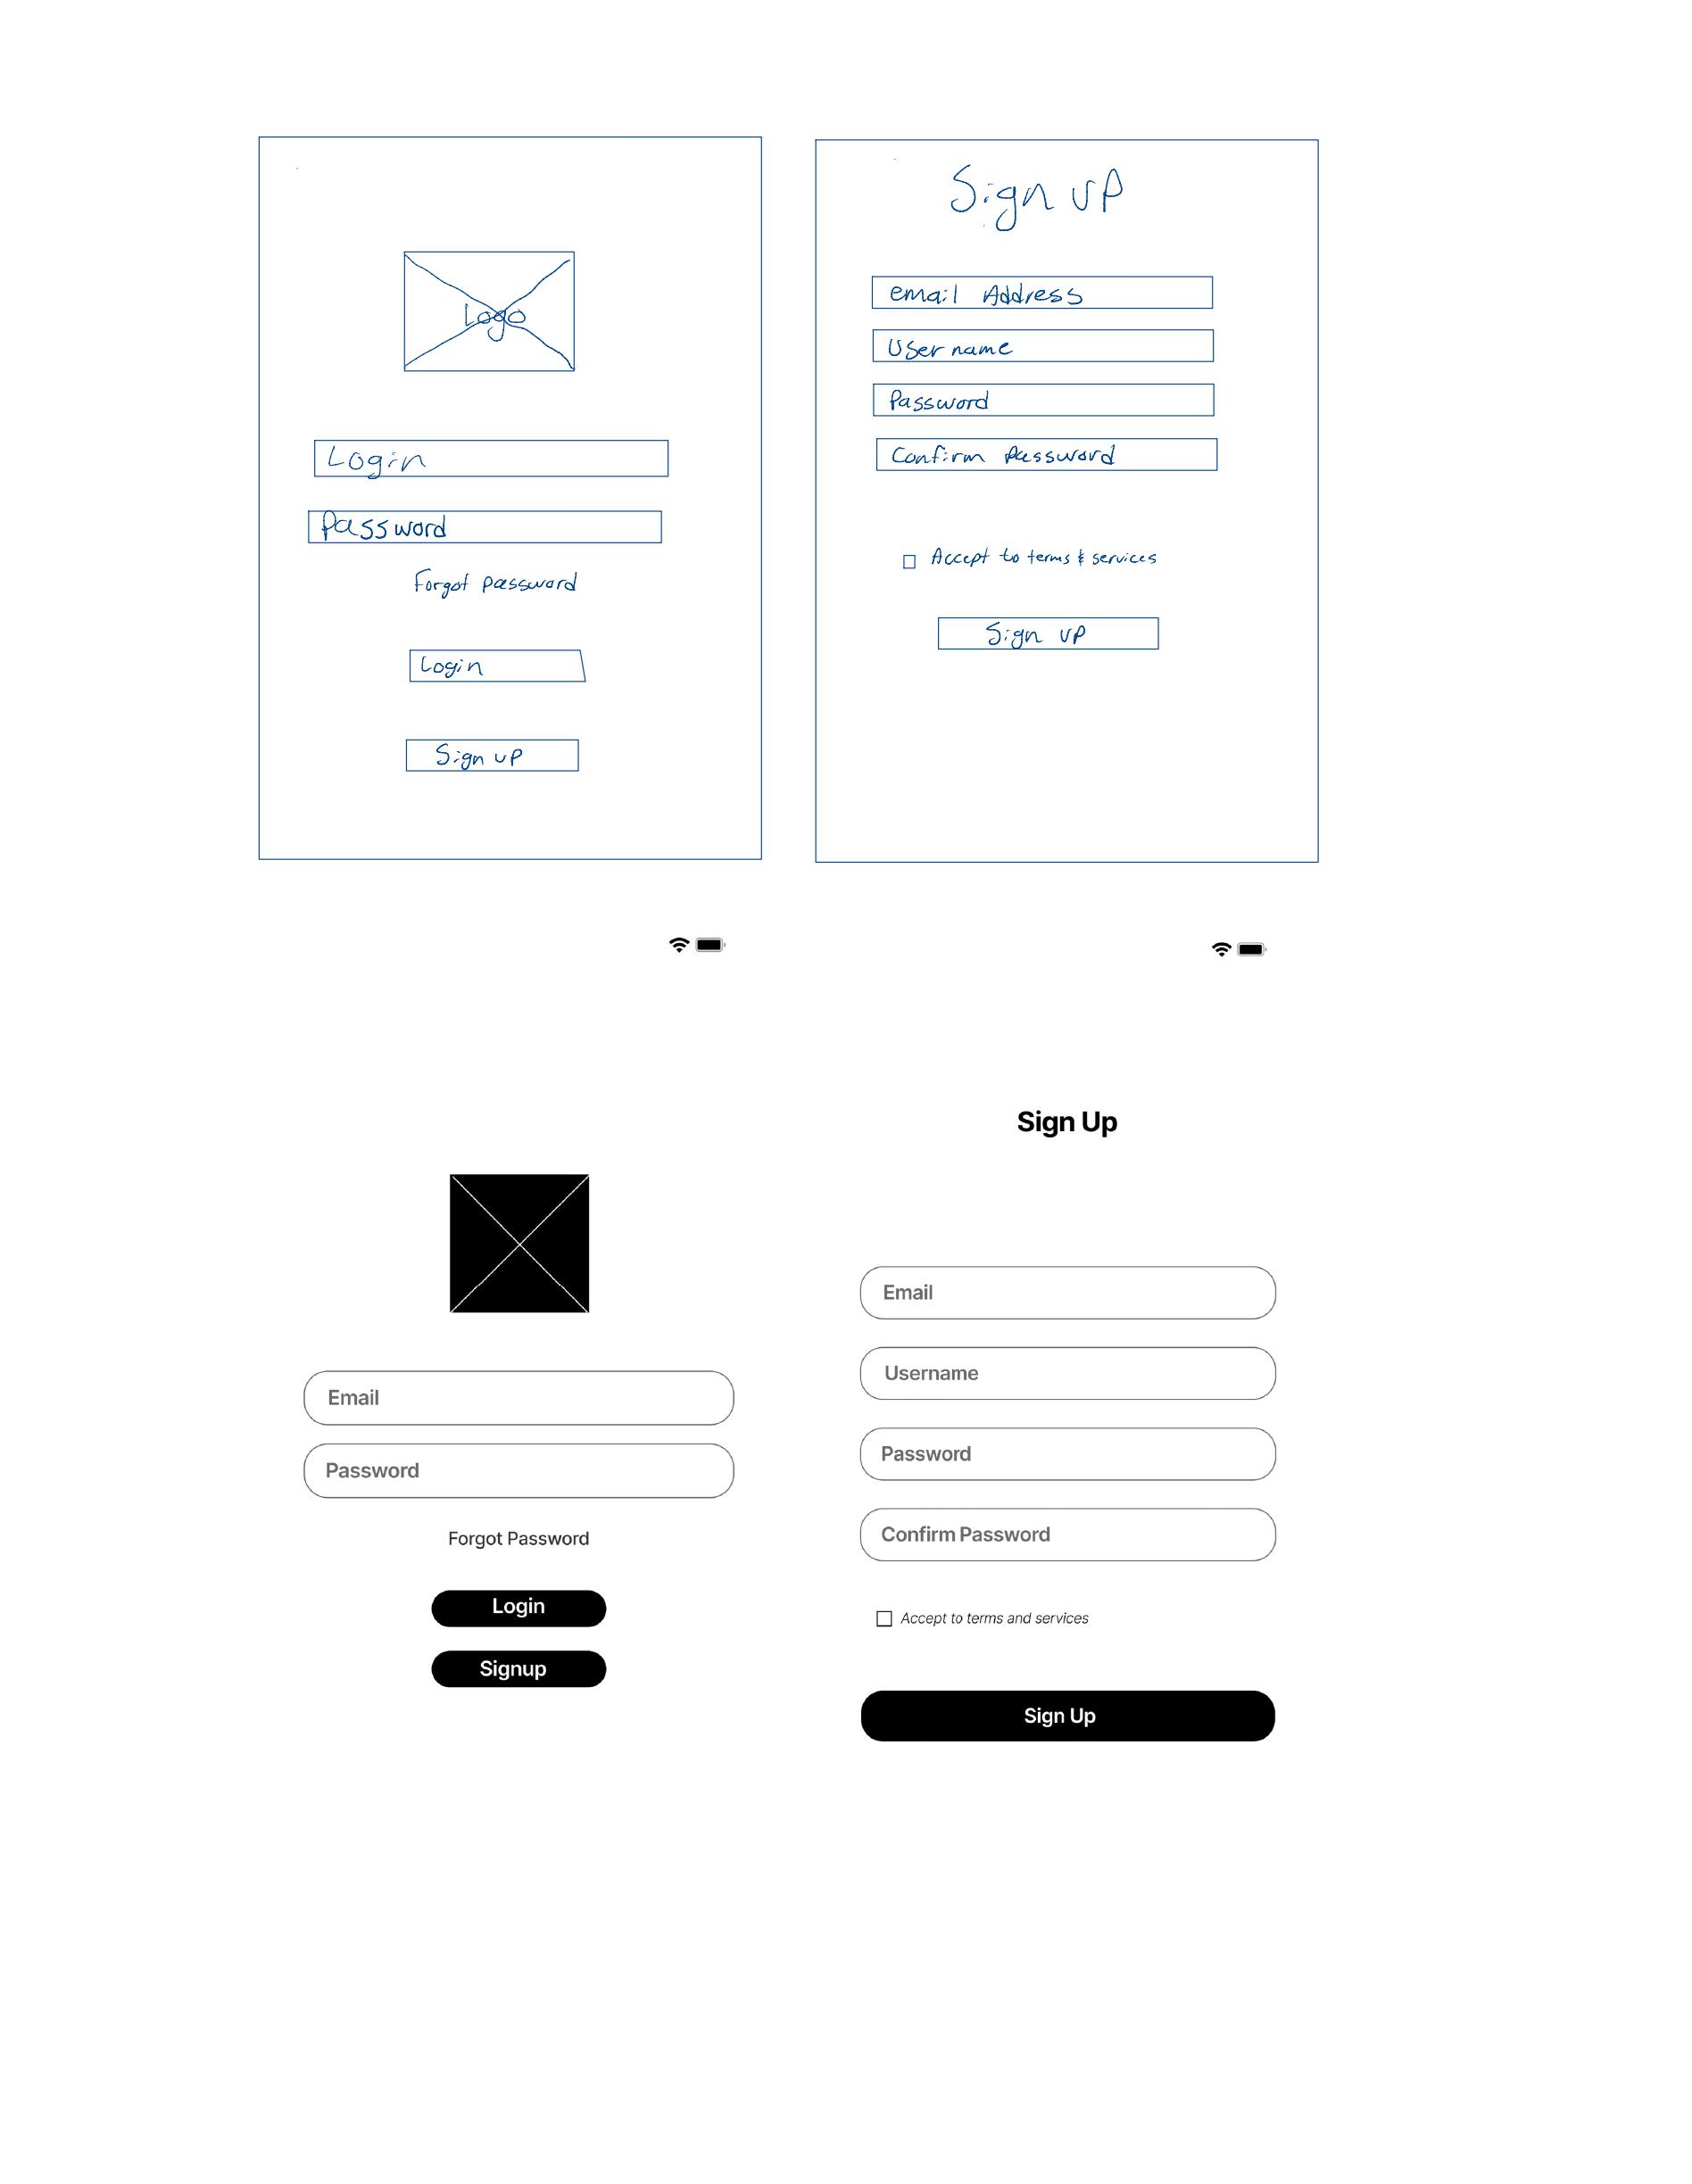 Logo
Login
Password
Forgot password
Login
Sign up
Sign up
email Address
Username
Password
Confirm Password
Accept to terms & services
Sign up
Email
Password
Forgot Password
Login
Signup
Sign Up
Email
Username
Password
Confirm Password
Accept to terms and services
Sign Up